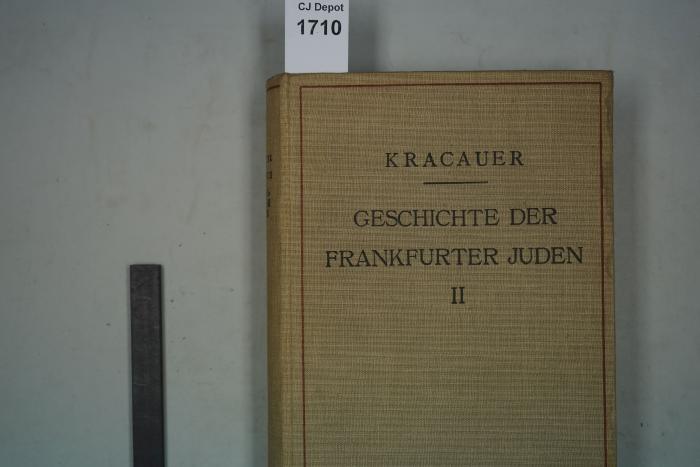 CJ Depot
1710
KRACAUER
GESCHICHTE DER
FRANKFURTER JUDEN
II